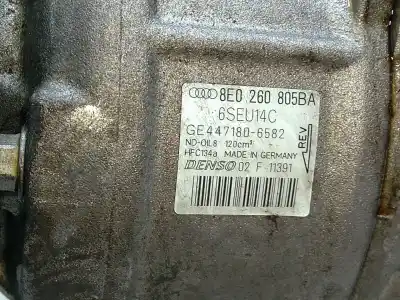 8E0 260 805BA
6SEU14C
GE447180-6582
ND-OIL8 120cm³
HFC134a MADE IN GERMANY
DENSO 02 F 11391
REV